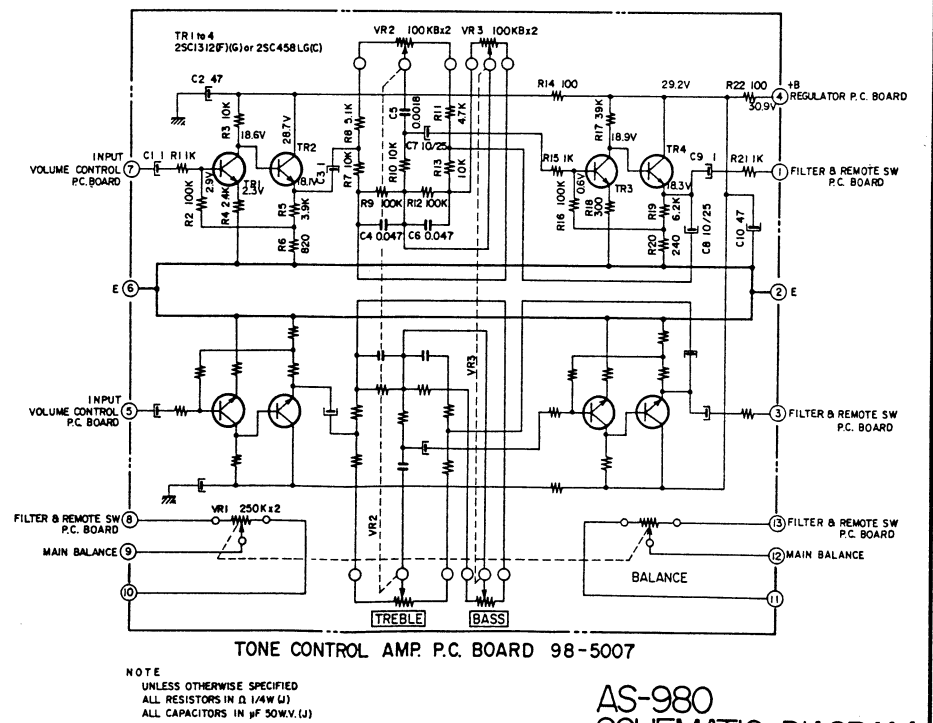 TR1 to 4
2SC1312(F)(G) or 2SC458LG(C)
VR2 100KBx2
VR3 100KBx2
C2 47
R3 10K
18.6V
28.7V
TR2
R8 5.1K
C5
0.0018
R11
4.7K
C7 10/25
R14 100
R17 39K
18.9V
29.2V
TR4
R22 100
30.9V
+B
4
REGULATOR P.C. BOARD
INPUT
VOLUME CONTROL
P.C. BOARD
7
C1 1
R1 1K
2.9V
TR1
2.3V
R2 100K
R4 2.4K
18.1V
C3 1
R5
3.9K
R6
820
R7 10K
R10 10K
R13
10K
R9
100K
R12 100K
C4 0.047
C6 0.047
R15 1K
0.6V
TR3
R16 100K
R18
300
18.3V
R19
6.2K
R20
240
C9 1
R21 1K
C8 10/25
C10 47
1
FILTER & REMOTE SW
P.C. BOARD
E 6
2 E
VR3
INPUT
VOLUME CONTROL
P.C. BOARD
5
3
FILTER & REMOTE SW
P.C. BOARD
FILTER & REMOTE SW
P.C. BOARD
8
VR1 250K x2
VR2
13
FILTER & REMOTE SW
P.C. BOARD
MAIN BALANCE 9
12 MAIN BALANCE
10
BALANCE
11
TREBLE
BASS
TONE CONTROL AMP. P.C. BOARD 98-5007
NOTE
UNLESS OTHERWISE SPECIFIED
ALL RESISTORS IN Ω 1/4W (J)
ALL CAPACITORS IN µF 50W.V. (J)
AS-980
SCHEMATIC DIAGRAM